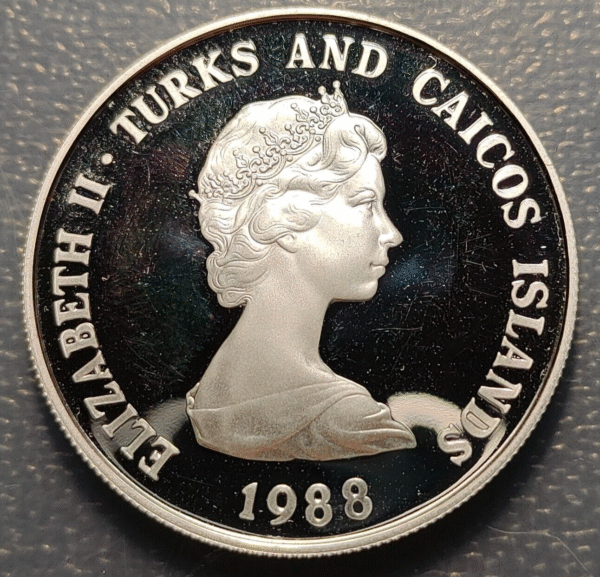 ELIZABETH II · TURKS AND CAICOS ISLANDS
1988